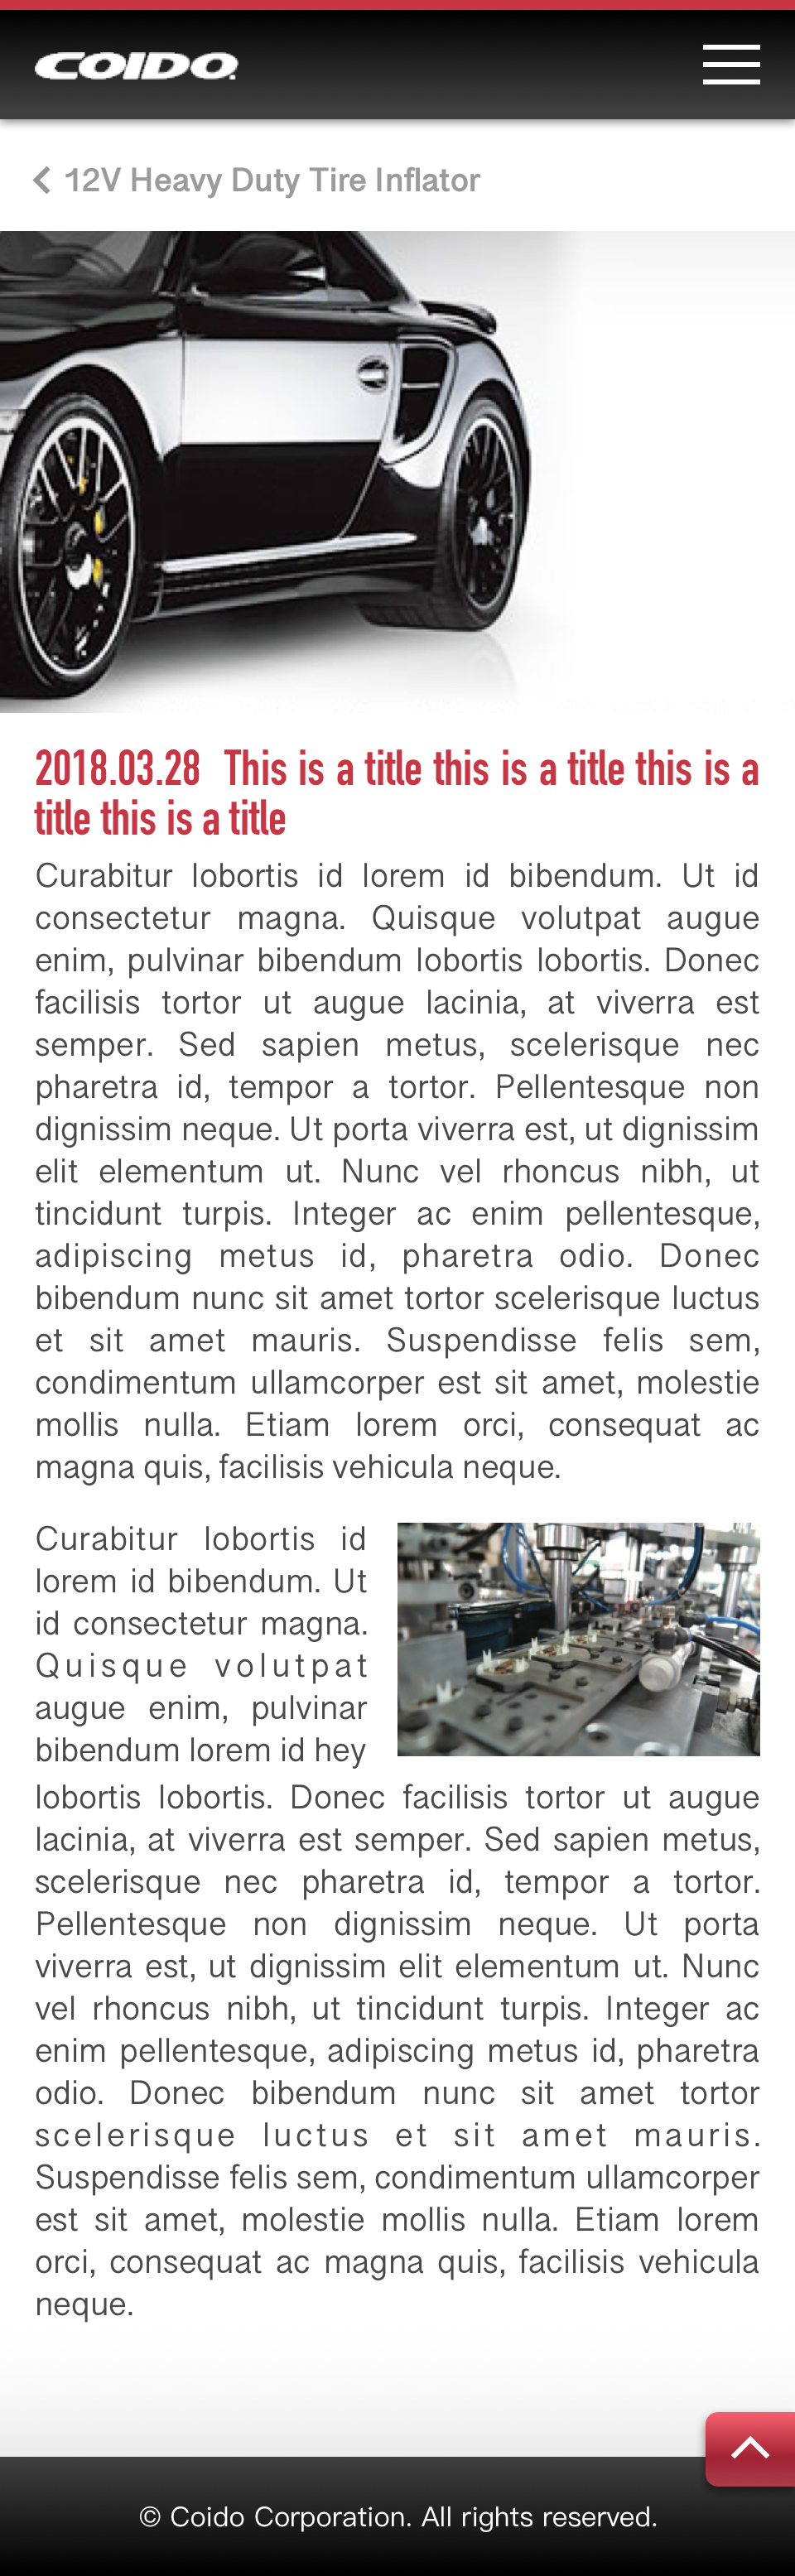 COIDO
12V Heavy Duty Tire Inflator
2018.03.28 This is a title this is a title this is a
title this is a title
Curabitur lobortis id lorem id bibendum. Ut id
consectetur magna. Quisque volutpat augue
enim, pulvinar bibendum lobortis lobortis. Donec
facilisis tortor ut augue lacinia, at viverra est
semper. Sed sapien metus, scelerisque nec
pharetra id, tempor a tortor. Pellentesque non
dignissim neque. Ut porta viverra est, ut dignissim
elit elementum ut. Nunc vel rhoncus nibh, ut
tincidunt turpis. Integer ac enim pellentesque,
adipiscing metus id, pharetra odio. Donec
bibendum nunc sit amet tortor scelerisque luctus
et sit amet mauris. Suspendisse felis sem,
condimentum ullamcorper est sit amet, molestie
mollis nulla. Etiam lorem orci, consequat ac
magna quis, facilisis vehicula neque.
Curabitur lobortis id
lorem id bibendum. Ut
id consectetur magna.
Quisque volutpat
augue enim, pulvinar
bibendum lorem id hey
lobortis lobortis. Donec facilisis tortor ut augue
lacinia, at viverra est semper. Sed sapien metus,
scelerisque nec pharetra id, tempor a tortor.
Pellentesque non dignissim neque. Ut porta
viverra est, ut dignissim elit elementum ut. Nunc
vel rhoncus nibh, ut tincidunt turpis. Integer ac
enim pellentesque, adipiscing metus id, pharetra
odio. Donec bibendum nunc sit amet tortor
scelerisque luctus et sit amet mauris.
Suspendisse felis sem, condimentum ullamcorper
est sit amet, molestie mollis nulla. Etiam lorem
orci, consequat ac magna quis, facilisis vehicula
neque.
© Coido Corporation. All rights reserved.